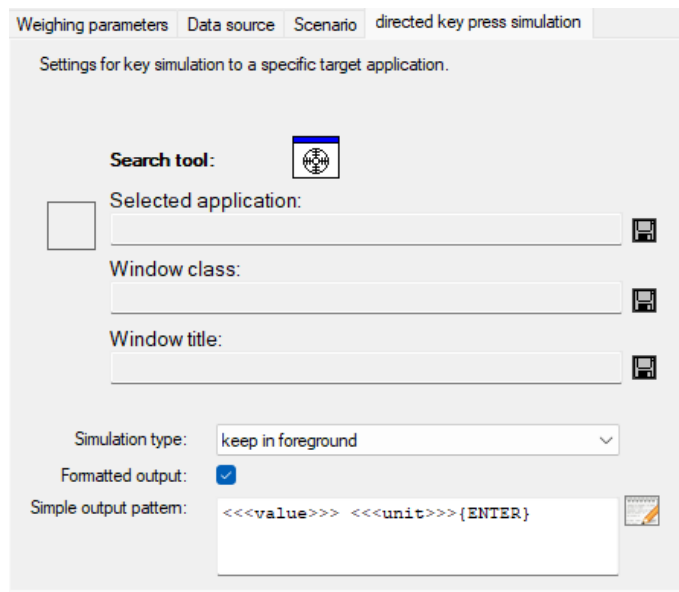 Weighing parameters Data source Scenario directed key press simulation
Settings for key simulation to a specific target application.
Search tool:
Selected application:
Window class:
Window title:
Simulation type: keep in foreground
Formatted output:
Simple output pattern: <<<value>>> <<<unit>>>{ENTER}